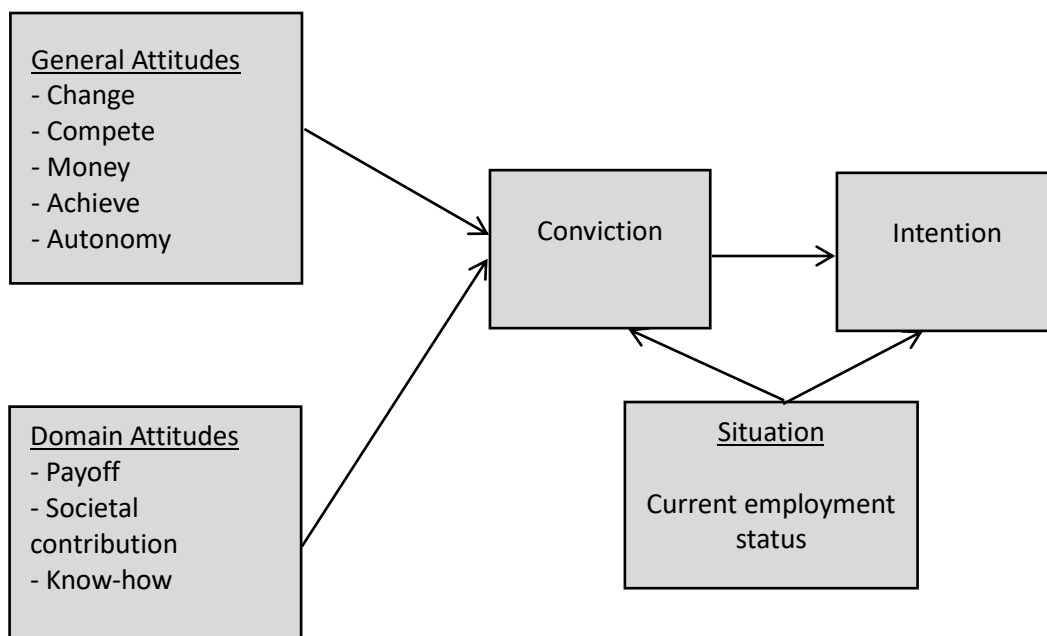 General Attitudes
- Change
- Compete
- Money
- Achieve
- Autonomy
Conviction
Intention
Domain Attitudes
- Payoff
- Societal
contribution
- Know-how
Situation
Current employment
status